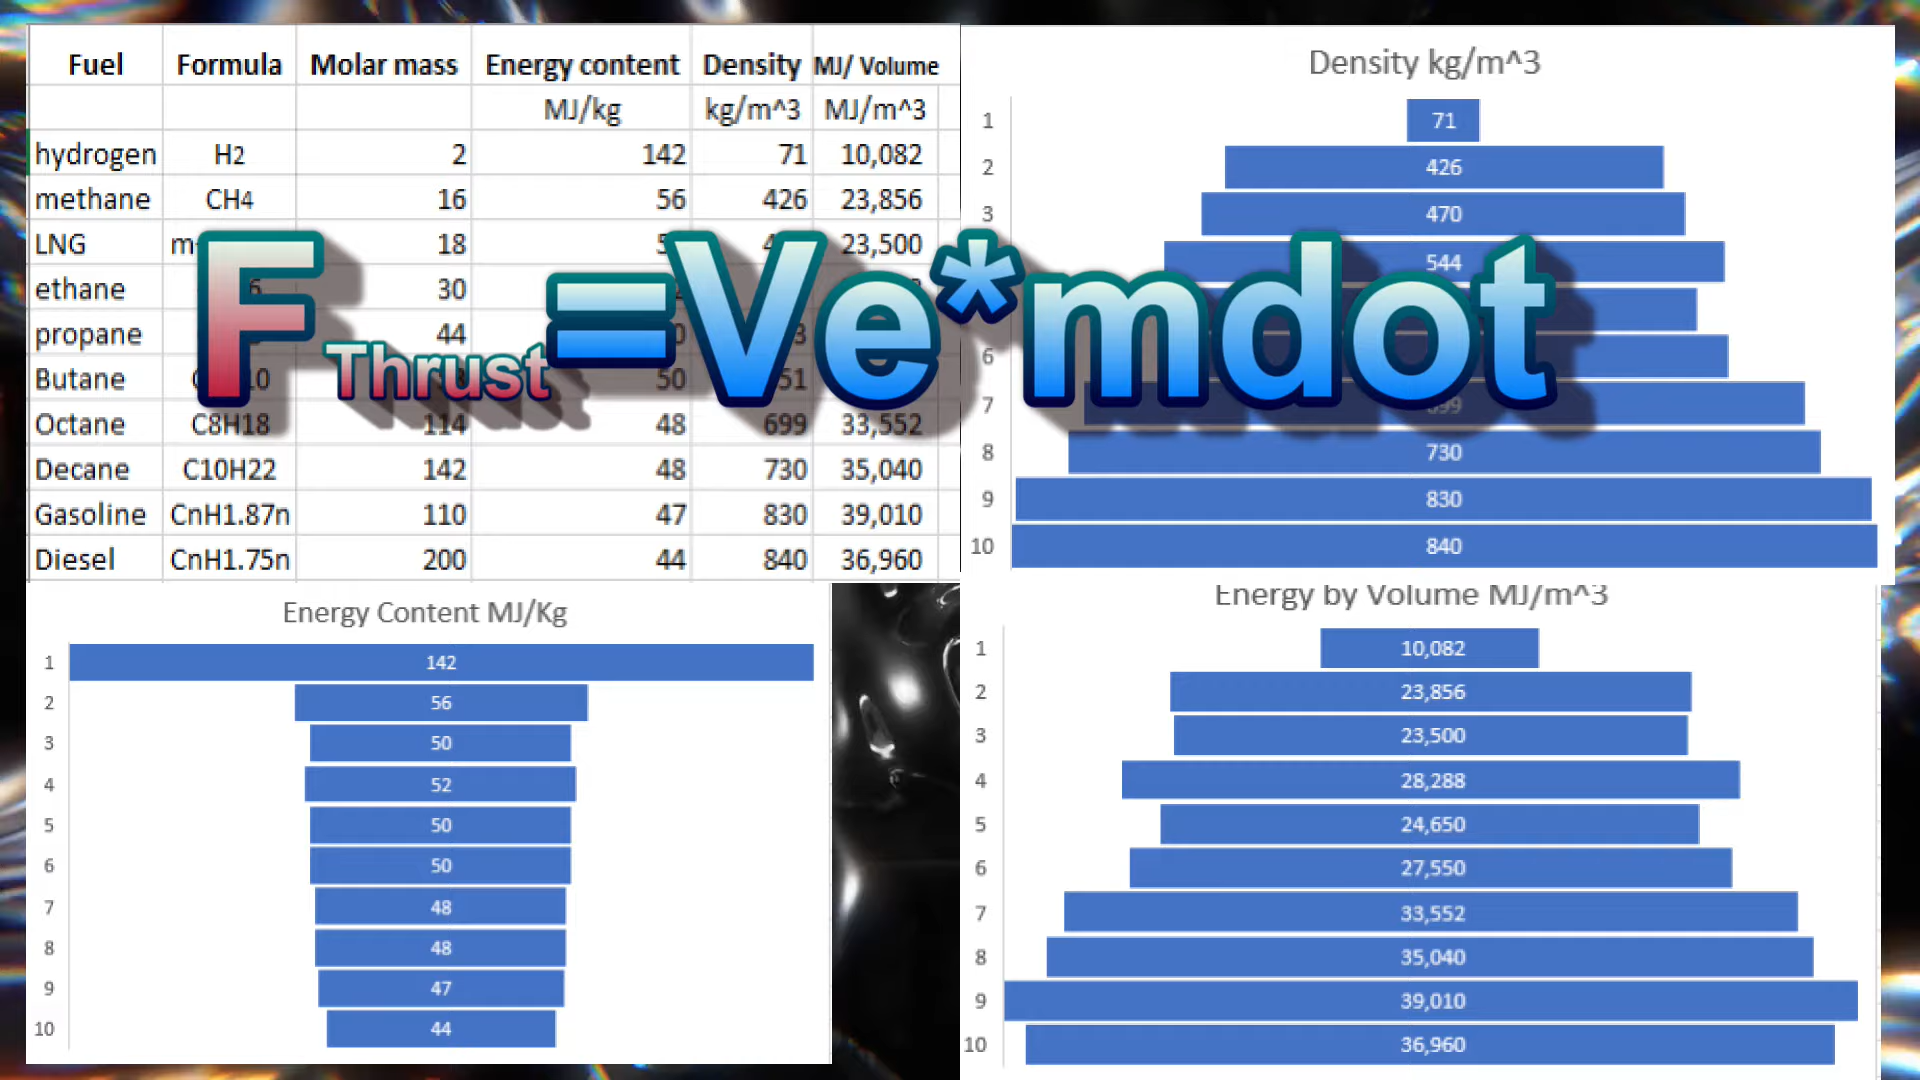 Fuel Formula Molar mass Energy content Density MJ/ Volume
MJ/kg kg/m^3 MJ/m^3
hydrogen H2 2 142 71 10,082
methane CH4 16 56 426 23,856
LNG 18 23,500
ethane 30
propane 44
Butane 50
Octane C8H18 114 48 699 33,552
Decane C10H22 142 48 730 35,040
Gasoline CnH1.87n 110 47 830 39,010
Diesel CnH1.75n 200 44 840 36,960
F Thrust =Ve*mdot
Density kg/m^3
1 71
2 426
3 470
544
6
7 699
8 730
9 830
10 840
Energy Content MJ/Kg
1 142
2 56
3 50
4 52
5 50
6 50
7 48
8 48
9 47
10 44
Energy by Volume MJ/m^3
1 10,082
2 23,856
3 23,500
4 28,288
5 24,650
6 27,550
7 33,552
8 35,040
9 39,010
10 36,960